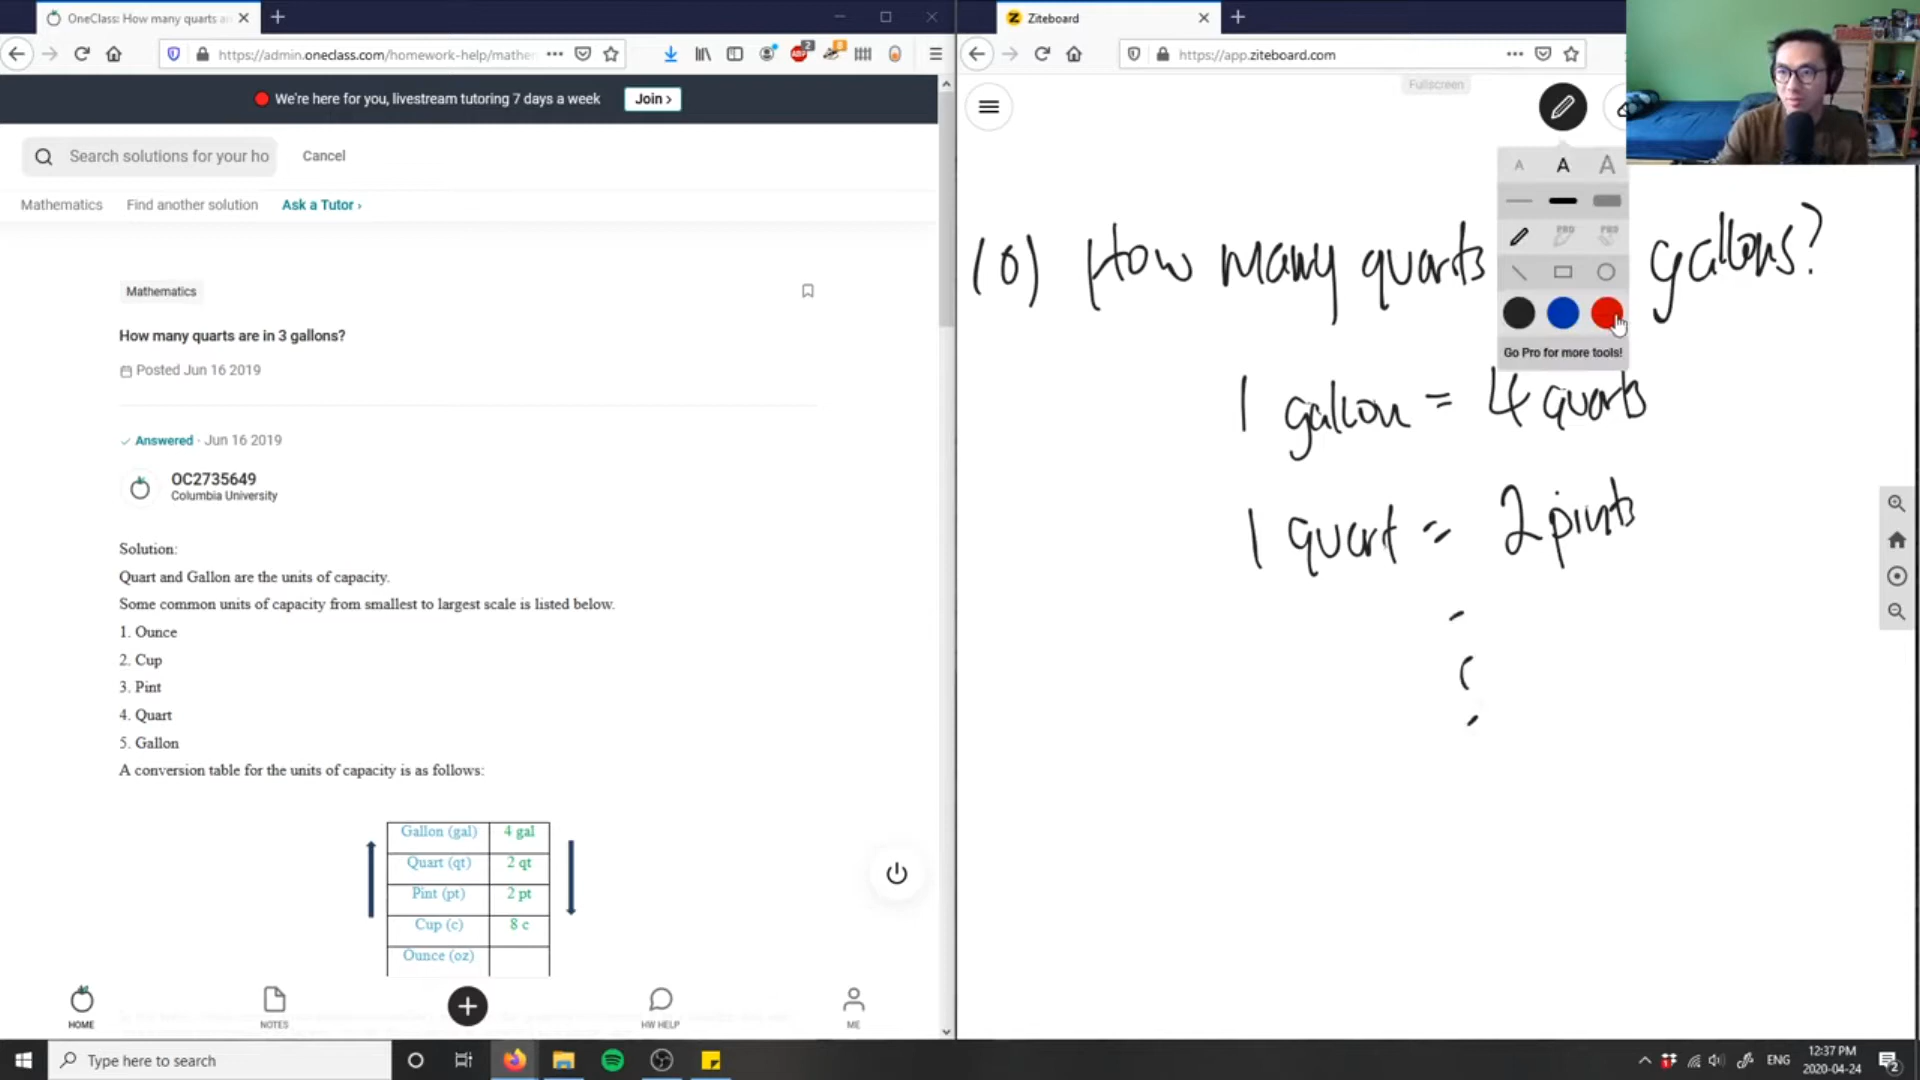 OneClass: How many quarts a
Ziteboard
https://admin.oneclass.com/homework-help/mathe
https://app.ziteboard.com
We're here for you, livestream tutoring 7 days a week
Join ›
Fullscreen
Search solutions for your ho
Cancel
Mathematics
Find another solution
Ask a Tutor ›
Mathematics
How many quarts are in 3 gallons?
Posted Jun 16 2019
Answered · Jun 16 2019
OC2735649
Columbia University
Solution:
Quart and Gallon are the units of capacity.
Some common units of capacity from smallest to largest scale is listed below.
1. Ounce
2. Cup
3. Pint
4. Quart
5. Gallon
A conversion table for the units of capacity is as follows:
Gallon (gal) 4 gal
Quart (qt) 2 qt
Pint (pt) 2 pt
Cup (c) 8 c
Ounce (oz)
HOME
NOTES
HW HELP
ME
A A A
PRO PRO
Go Pro for more tools!
(0) How many quarts gallons?
1 gallon = 4 quarts
1 quart = 2 pints
Type here to search
ENG
12:37 PM
2020-04-24
2